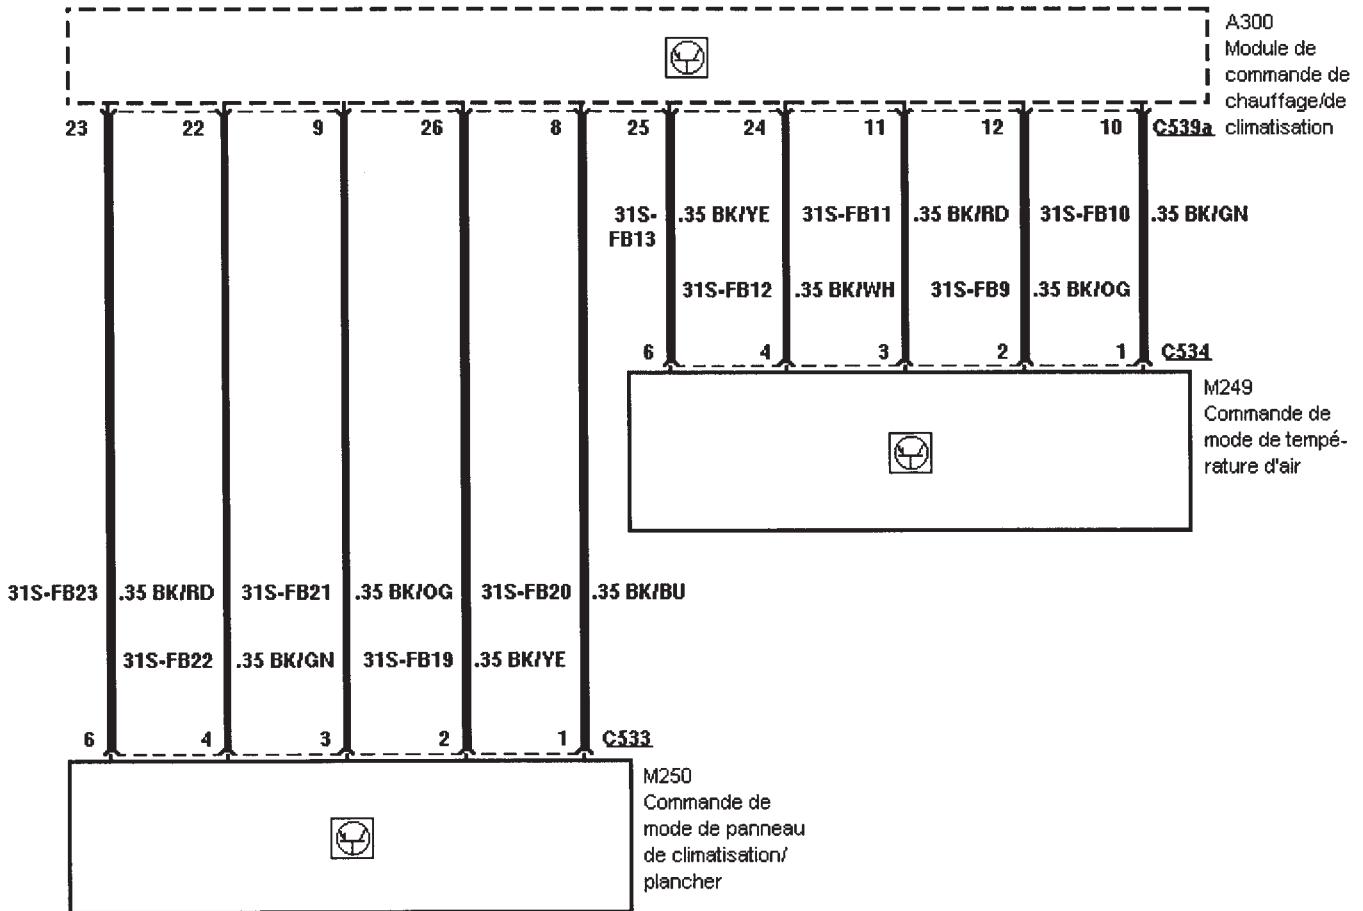 A300
Module de
commande de
chauffage/de
climatisation
23 22 9 26 8 25 24 11 12 10 C539a
31S-
FB13
.35 BK/YE 31S-FB11 .35 BK/RD 31S-FB10 .35 BK/GN
31S-FB12 .35 BK/WH 31S-FB9 .35 BK/OG
6 4 3 2 1 C534
M249
Commande de
mode de tempé-
rature d'air
31S-FB23 .35 BK/RD 31S-FB21 .35 BK/OG 31S-FB20 .35 BK/BU
31S-FB22 .35 BK/GN 31S-FB19 .35 BK/YE
6 4 3 2 1 C533
M250
Commande de
mode de panneau
de climatisation/
plancher